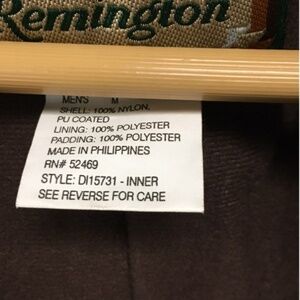 Remington
MEN'S M
SHELL: 100% NYLON,
PU COATED
LINING: 100% POLYESTER
PADDING: 100% POLYESTER
MADE IN PHILIPPINES
RN# 52469
STYLE: DI15731 - INNER
SEE REVERSE FOR CARE